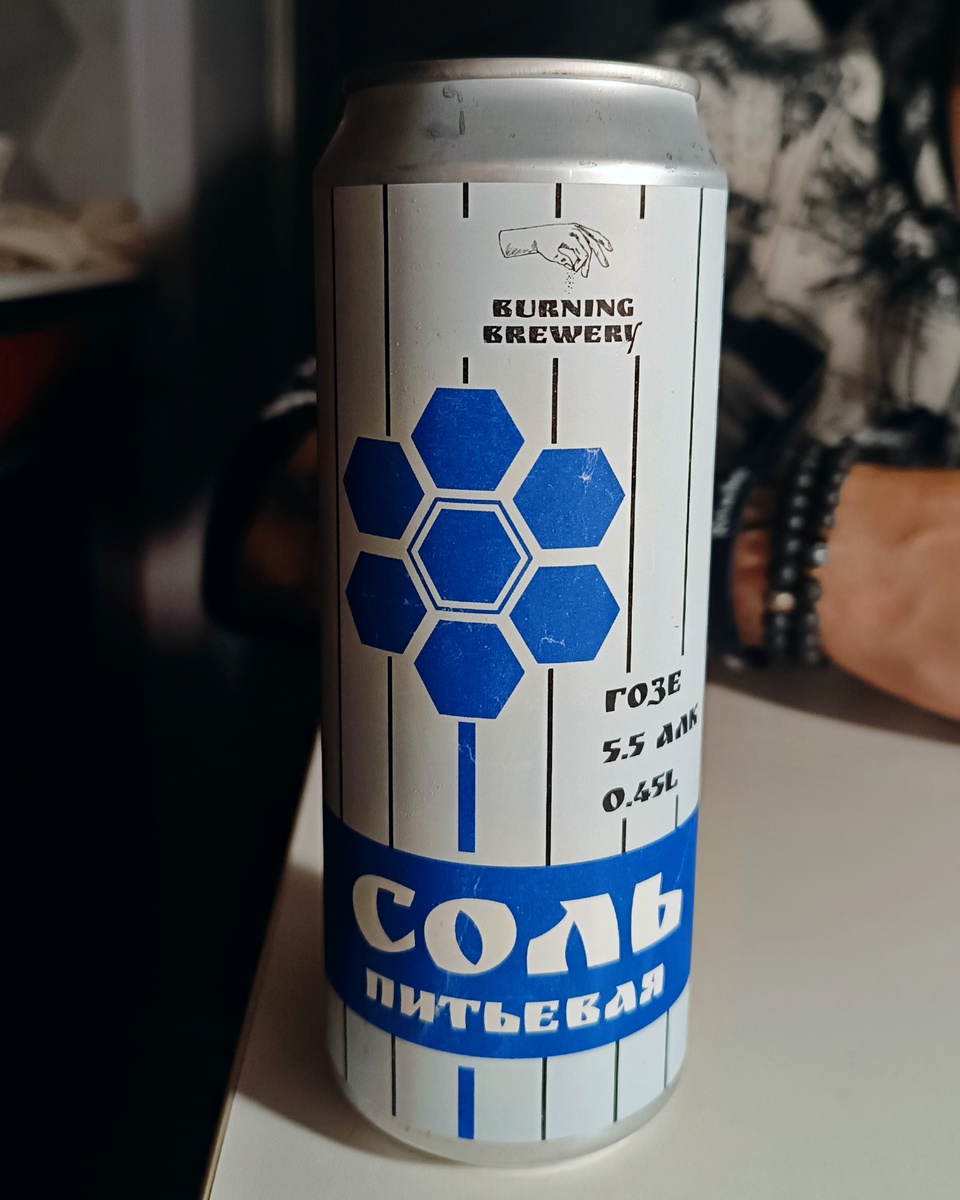 BURNING
BREWERY
ГОЗЕ
5.5 АЛК
0.45L
СОЛЬ
ПИТЬЕВАЯ